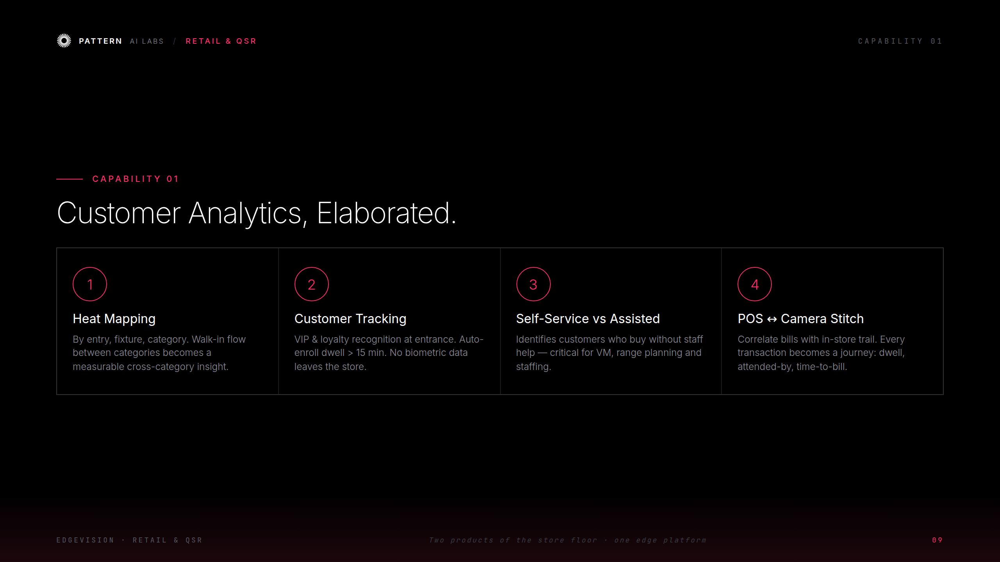 PATTERN AI LABS / RETAIL & QSR
CAPABILITY 01
CAPABILITY 01
Customer Analytics, Elaborated.
1
Heat Mapping
By entry, fixture, category. Walk-in flow
between categories becomes a
measurable cross-category insight.
2
Customer Tracking
VIP & loyalty recognition at entrance. Auto-
enroll dwell > 15 min. No biometric data
leaves the store.
3
Self-Service vs Assisted
Identifies customers who buy without staff
help — critical for VM, range planning and
staffing.
4
POS ↔ Camera Stitch
Correlate bills with in-store trail. Every
transaction becomes a journey: dwell,
attended-by, time-to-bill.
EDGEVISION · RETAIL & QSR
Two products of the store floor · one edge platform
09